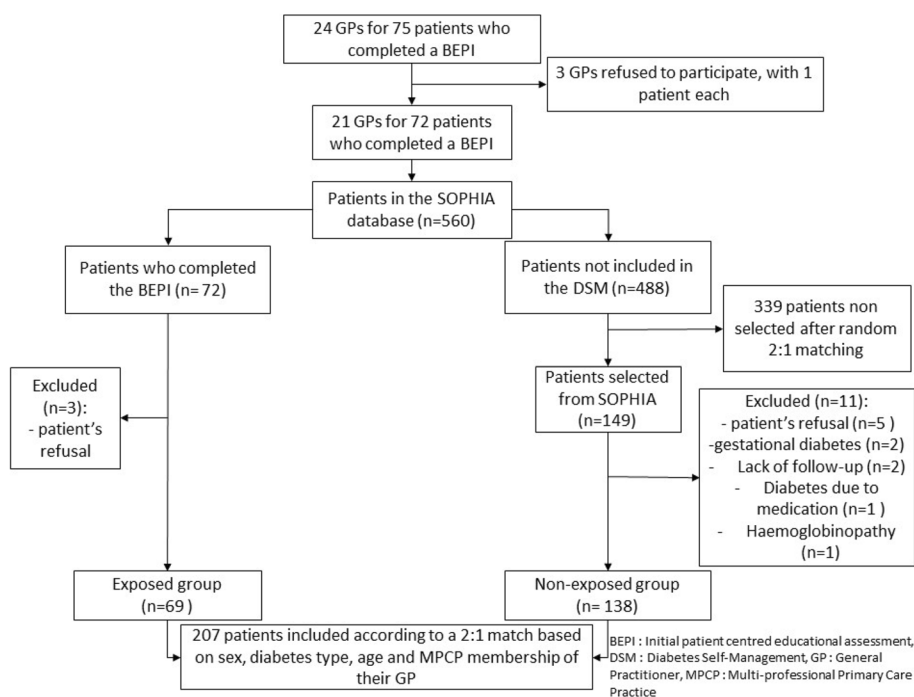 24 GPs for 75 patients who
completed a BEPI
3 GPs refused to participate, with 1
patient each
21 GPs for 72 patients
who completed a BEPI
Patients in the SOPHIA
database (n=560)
Patients who completed
the BEPI (n= 72)
Patients not included in
the DSM (n=488)
339 patients non
selected after random
2:1 matching
Excluded
(n=3):
- patient's
refusal
Patients selected
from SOPHIA
(n=149)
Excluded (n=11):
- patient's refusal (n=5 )
-gestational diabetes (n=2)
- Lack of follow-up (n=2)
- Diabetes due to
medication (n=1 )
- Haemoglobinopathy
(n=1)
Exposed group
(n=69 )
Non-exposed group
(n= 138)
207 patients included according to a 2:1 match based
on sex, diabetes type, age and MPCP membership of
their GP
BEPI : Initial patient centred educational assessment,
DSM : Diabetes Self-Management, GP : General
Practitioner, MPCP : Multi-professional Primary Care
Practice